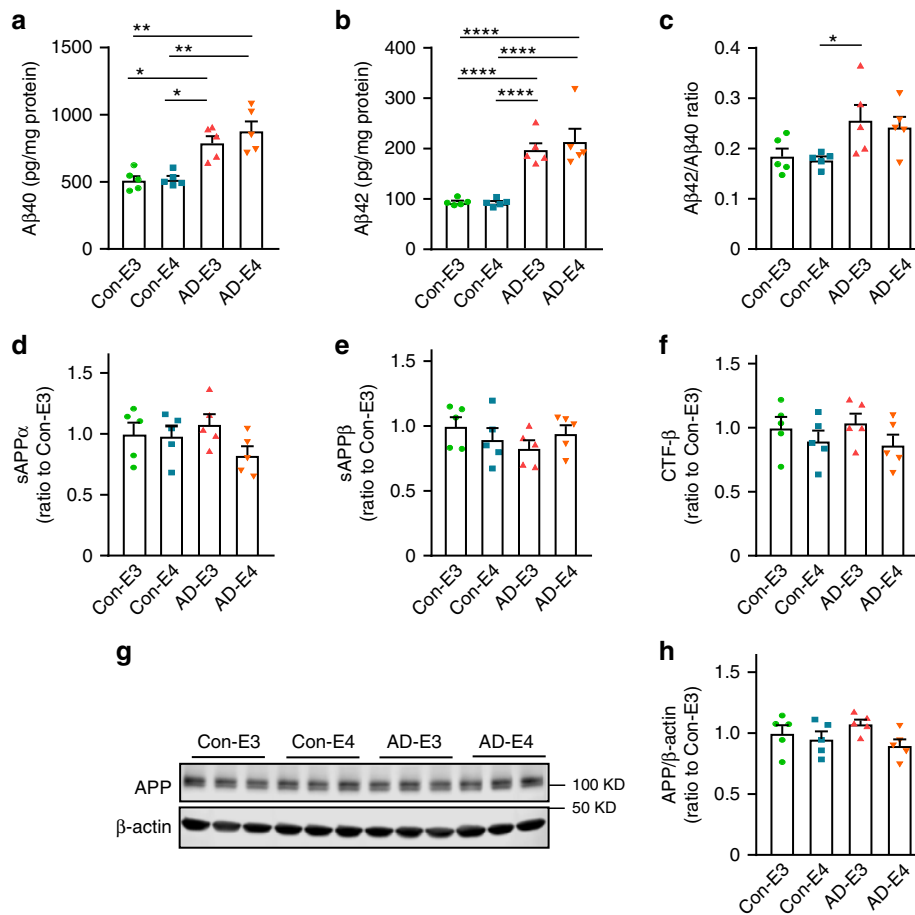 a
Aβ40 (pg/mg protein)
1500
1000
500
0
**
**
*
*
Con-E3
Con-E4
AD-E3
AD-E4
b
Aβ42 (pg/mg protein)
400
300
200
100
0
****
****
****
****
Con-E3
Con-E4
AD-E3
AD-E4
c
Aβ42/Aβ40 ratio
0.4
0.3
0.2
0.1
0
*
Con-E3
Con-E4
AD-E3
AD-E4
d
sAPPα
(ratio to Con-E3)
1.5
1.0
0.5
0
Con-E3
Con-E4
AD-E3
AD-E4
e
sAPPβ
(ratio to Con-E3)
1.5
1.0
0.5
0
Con-E3
Con-E4
AD-E3
AD-E4
f
CTF-β
(ratio to Con-E3)
1.5
1.0
0.5
0
Con-E3
Con-E4
AD-E3
AD-E4
g
Con-E3 Con-E4 AD-E3 AD-E4
APP
100 KD
50 KD
β-actin
h
APP/β-actin
(ratio to Con-E3)
1.5
1.0
0.5
0
Con-E3
Con-E4
AD-E3
AD-E4